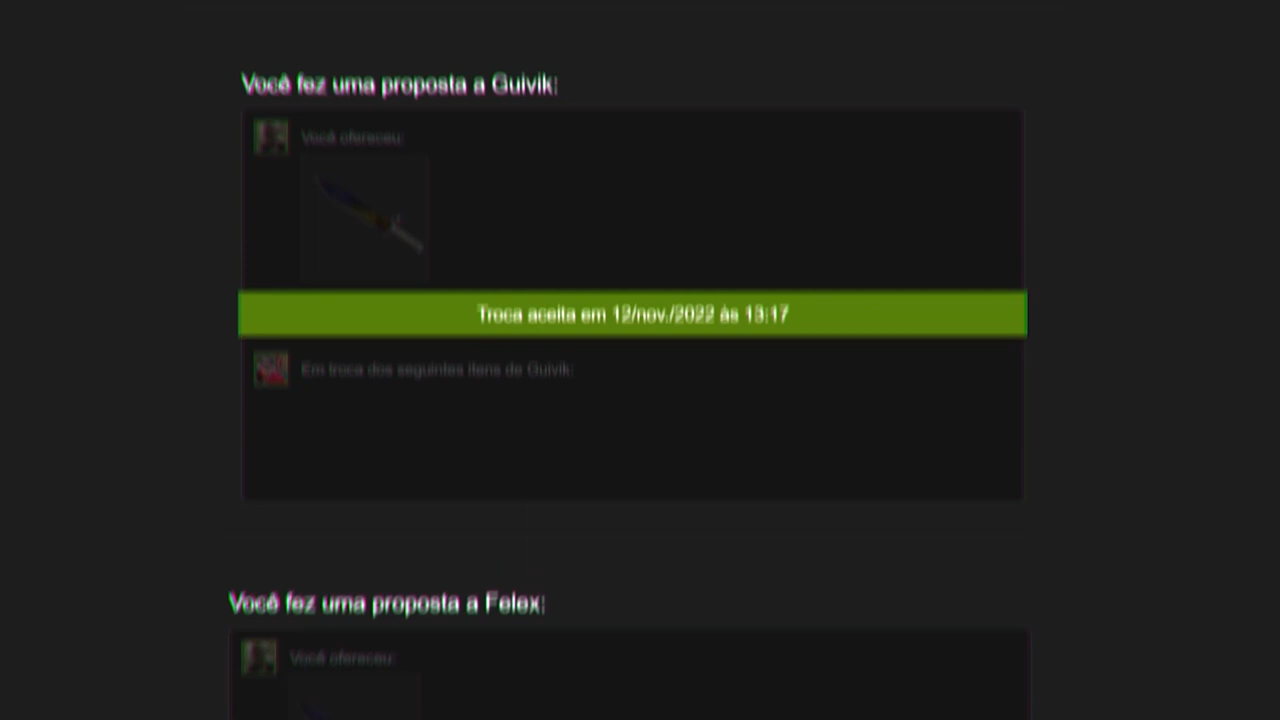 Você fez uma proposta a Guivik:
Você ofereceu:
Troca aceita em 12/nov./2022 às 13:17
Em troca dos seguintes itens de Guivik:
Você fez uma proposta a Felex:
Você ofereceu: